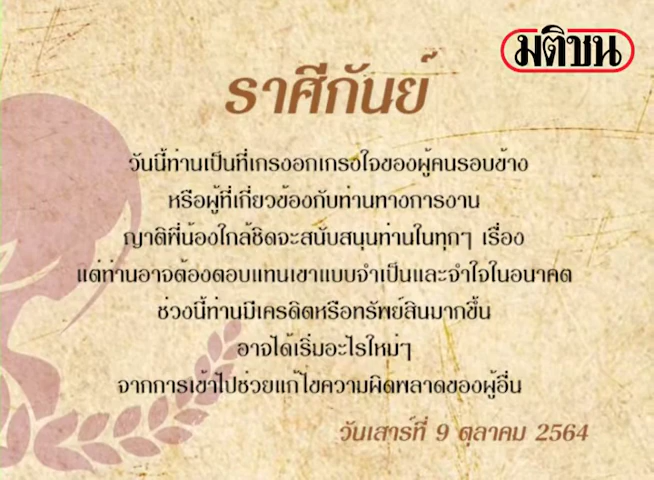 มติชน
ราศีกันย์
วันนี้ท่านเป็นที่เกรงอกเกรงใจของผู้คนรอบข้าง
หรือผู้ที่เกี่ยวข้องกับท่านทางการงาน
ญาติพี่น้องใกล้ชิดจะสนับสนุนท่านในทุกๆ เรื่อง
แต่ท่านอาจต้องตอบแทนเขาแบบจำเป็นและจำใจในอนาคต
ช่วงนี้ท่านมีเครดิตหรือทรัพย์สินมากขึ้น
อาจได้เริ่มอะไรใหม่ๆ
จากการเข้าไปช่วยแก้ไขความผิดพลาดของผู้อื่น
วันเสาร์ที่ 9 ตุลาคม 2564